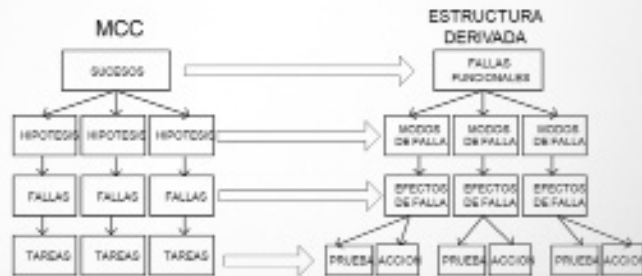 MCC
ESTRUCTURA
DERIVADA
SUCESOS
FALLAS
FUNCIONALES
HIPOTESIS HIPOTESIS HIPOTESIS
MODOS MODOS MODOS
DE FALLA DE FALLA DE FALLA
FALLAS FALLAS FALLAS
EFECTOS EFECTOS EFECTOS
DE FALLA DE FALLA DE FALLA
TAREAS TAREAS TAREAS
PRUEBA ACCION PRUEBA ACCION PRUEBA ACCION